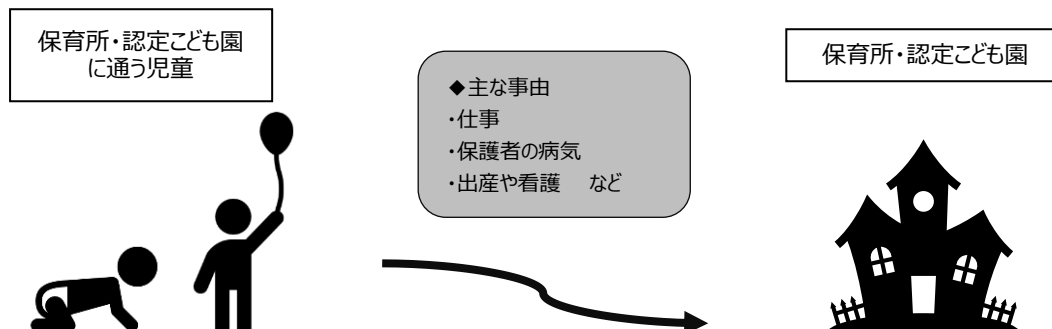 保育所・認定こども園
に通う児童
◆主な事由
・仕事
・保護者の病気
・出産や看護　など
保育所・認定こども園